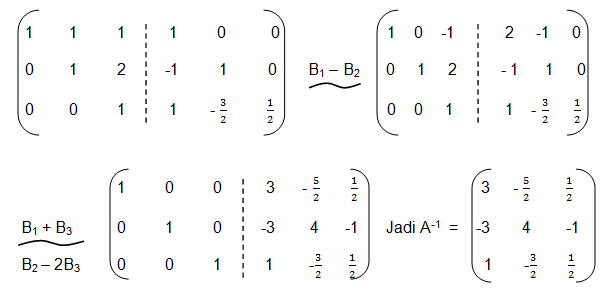 1 1 1 1 0 0 1 0 -1 2 -1 0
0 1 2 -1 1 0 B₁ – B₂ 0 1 2 - 1 1 0
0 0 1 1 - 3/2 1/2 0 0 1 1 - 3/2 1/2
1 0 0 3 - 5/2 1/2 3 - 5/2 1/2
B₁ + B₃ 0 1 0 -3 4 -1 Jadi A⁻¹ = -3 4 -1
B₂ – 2B₃ 0 0 1 1 -3/2 1/2 1 -3/2 1/2